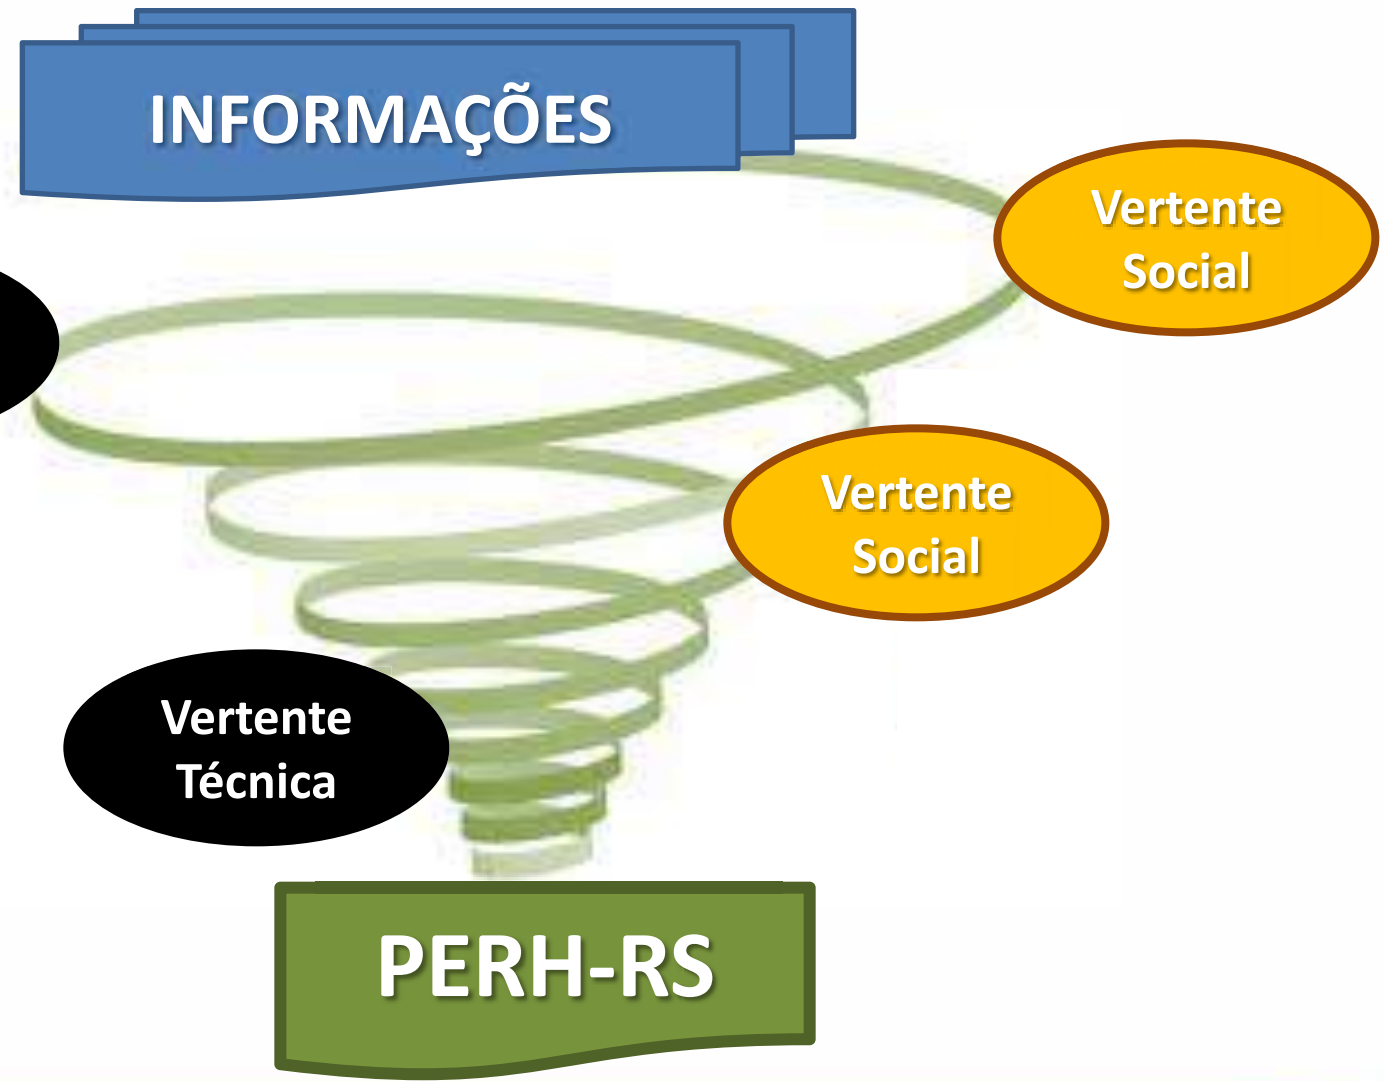 INFORMAÇÕES
Vertente
Social
Vertente
Social
Vertente
Técnica
PERH-RS